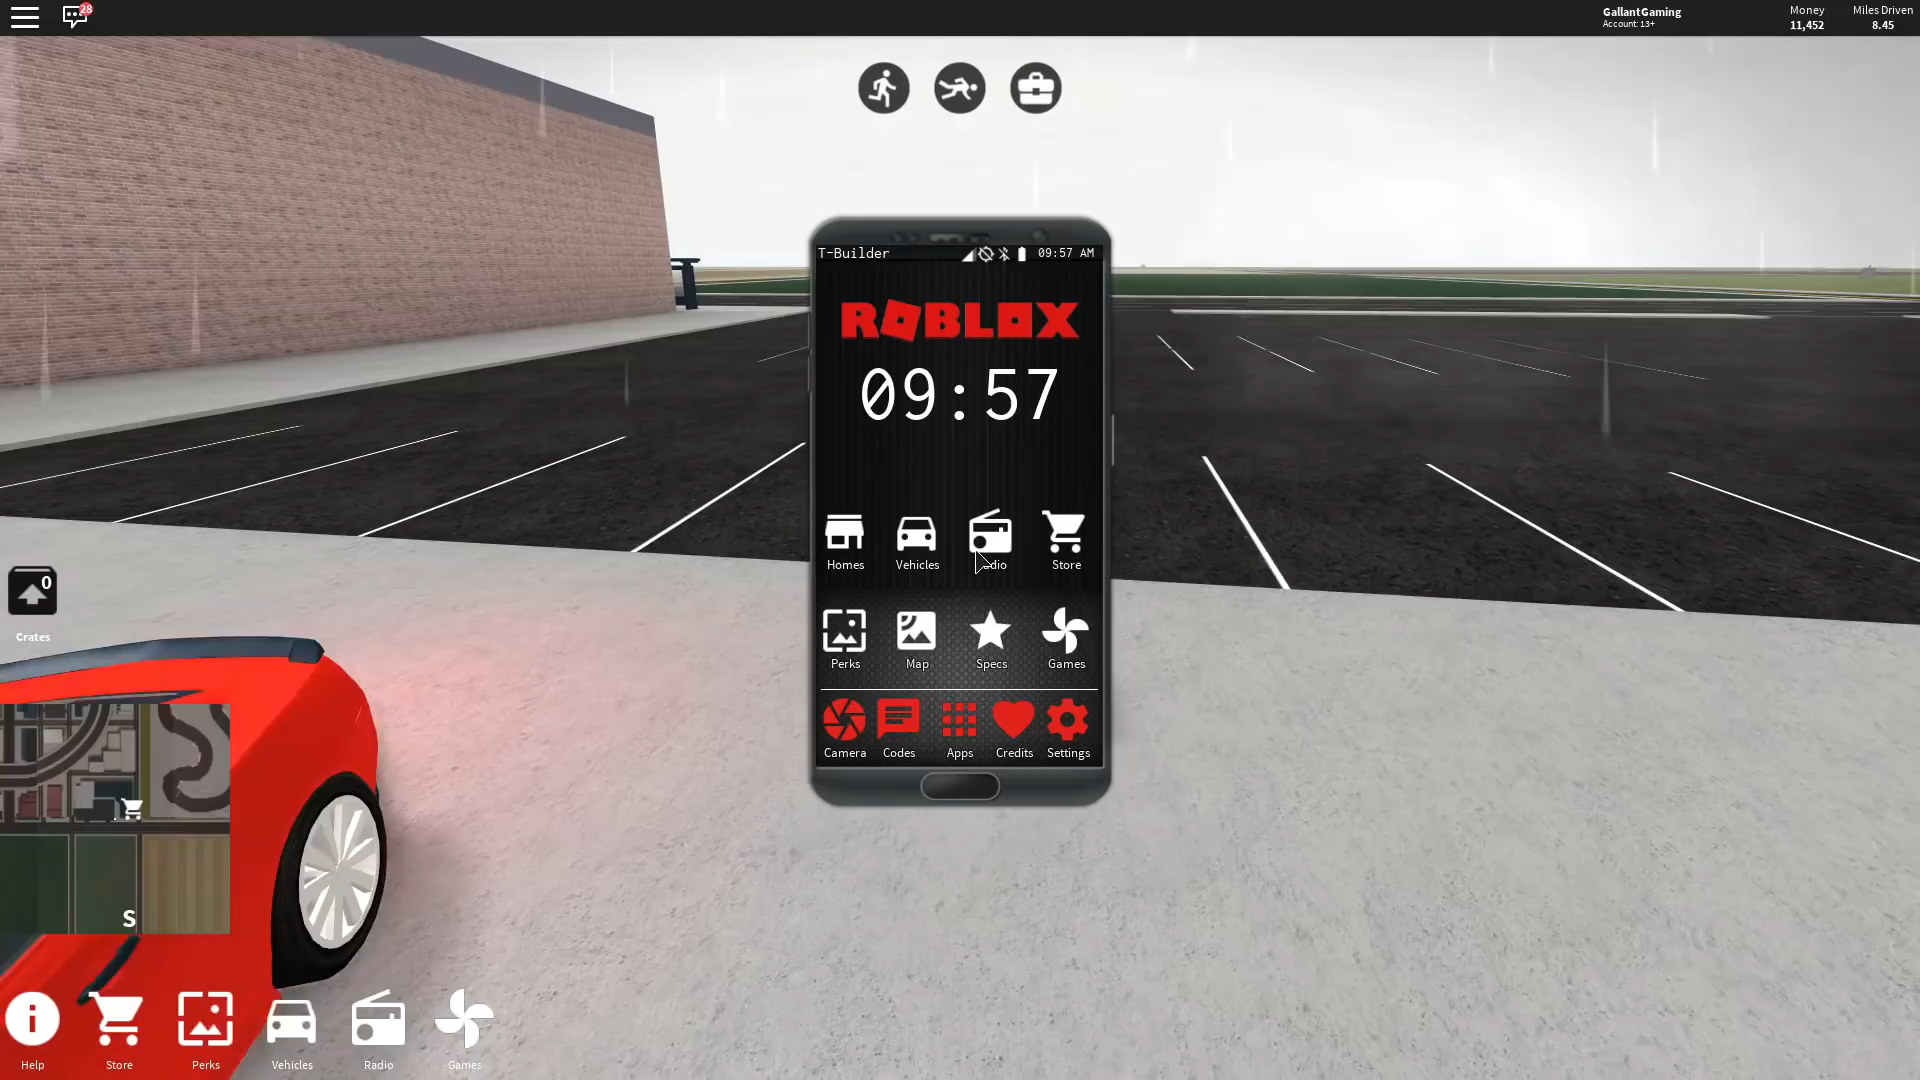 28
GallantGaming
Account: 13+
Money
11,452
Miles Driven
8.45
T-Builder
09:57 AM
ROBLOX
09:57
Homes
Vehicles
Store
Perks
Map
Specs
Games
Camera
Codes
Apps
Credits
Settings
0
Crates
S
Help
Store
Perks
Vehicles
Radio
Games